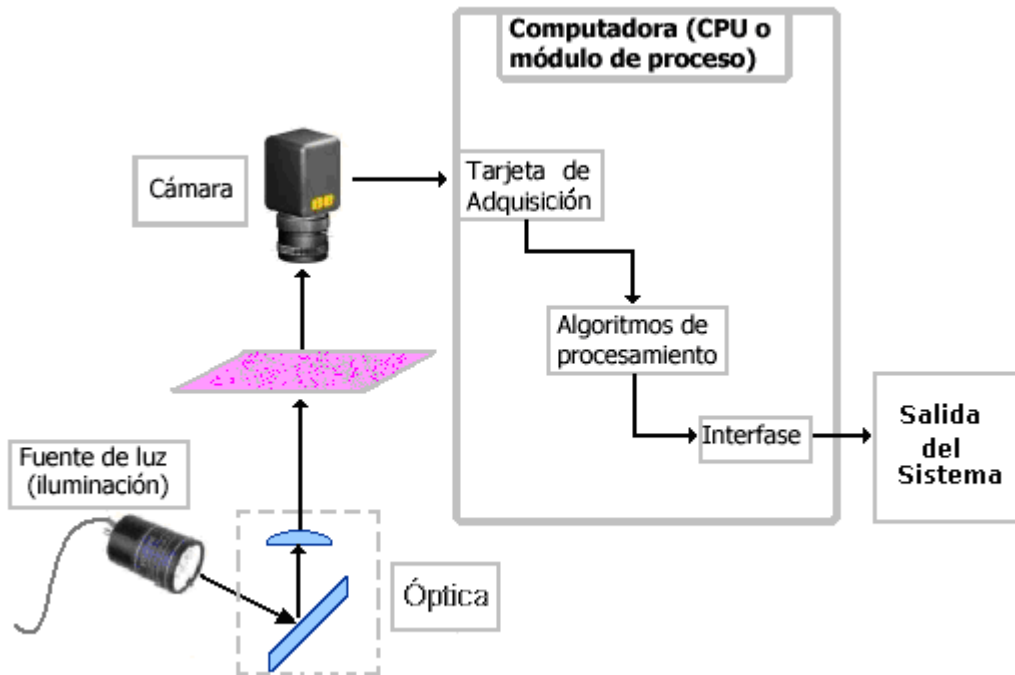 Computadora (CPU o
módulo de proceso)
Cámara
Tarjeta de
Adquisición
Algoritmos de
procesamiento
Interfase
Salida
del
Sistema
Fuente de luz
(iluminación)
Óptica